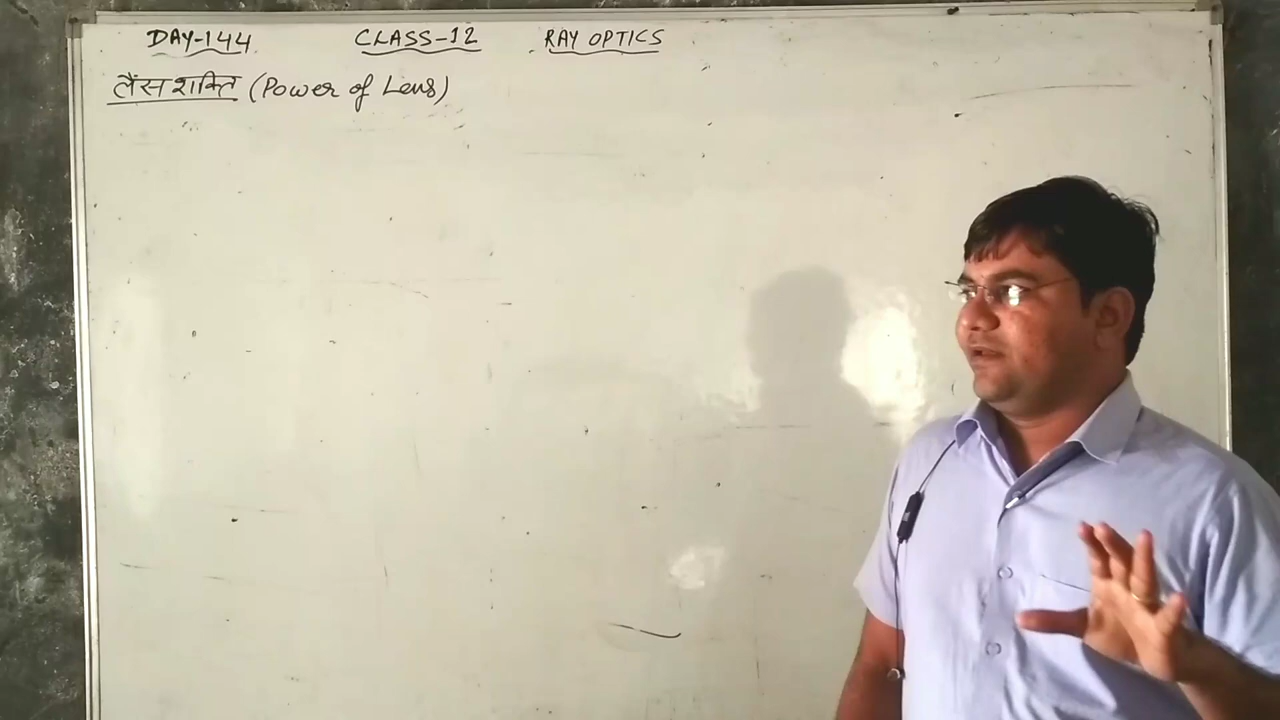 DAY-144 CLASS-12 RAY OPTICS
लैंस शक्ति (Power of Lens)